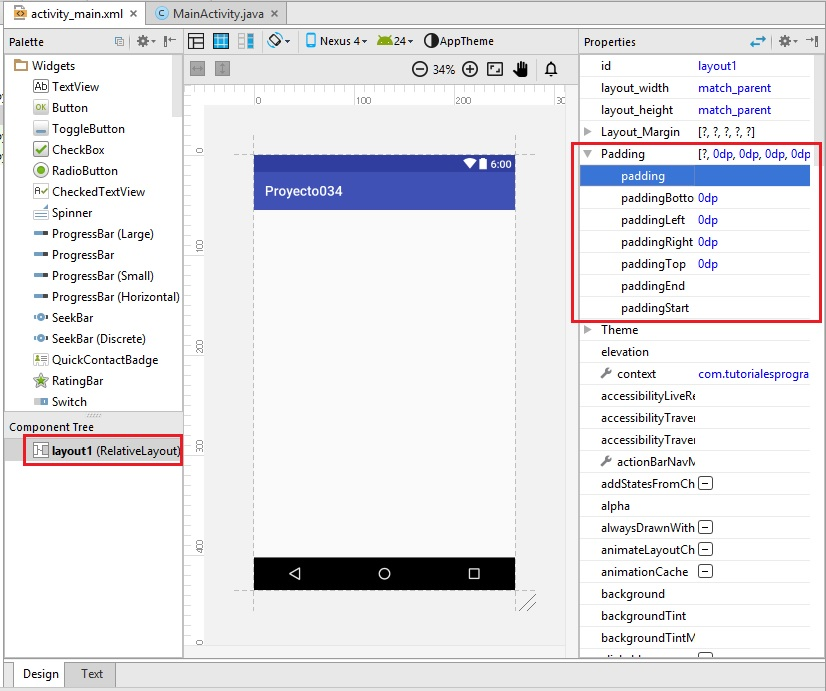 activity_main.xml
MainActivity.java
Palette
Nexus 4
24
AppTheme
Properties
Widgets
Ab TextView
OK Button
ToggleButton
CheckBox
RadioButton
CheckedTextView
Spinner
ProgressBar (Large)
ProgressBar
ProgressBar (Small)
ProgressBar (Horizontal)
SeekBar
SeekBar (Discrete)
QuickContactBadge
RatingBar
Switch
Component Tree
layout1 (RelativeLayout)
34%
0 100 200 30
0
100
200
300
400
0
6:00
Proyecto034
id layout1
layout_width match_parent
layout_height match_parent
Layout_Margin [?, ?, ?, ?, ?]
Padding [?, 0dp, 0dp, 0dp, 0dp
padding
paddingBotto 0dp
paddingLeft 0dp
paddingRight 0dp
paddingTop 0dp
paddingEnd
paddingStart
Theme
elevation
context com.tutorialesprogra
accessibilityLiveRe
accessibilityTraver
accessibilityTraver
actionBarNavM
addStatesFromCh
alpha
alwaysDrawnWith
animateLayoutCh
animationCache
background
backgroundTint
backgroundTintM
Design
Text